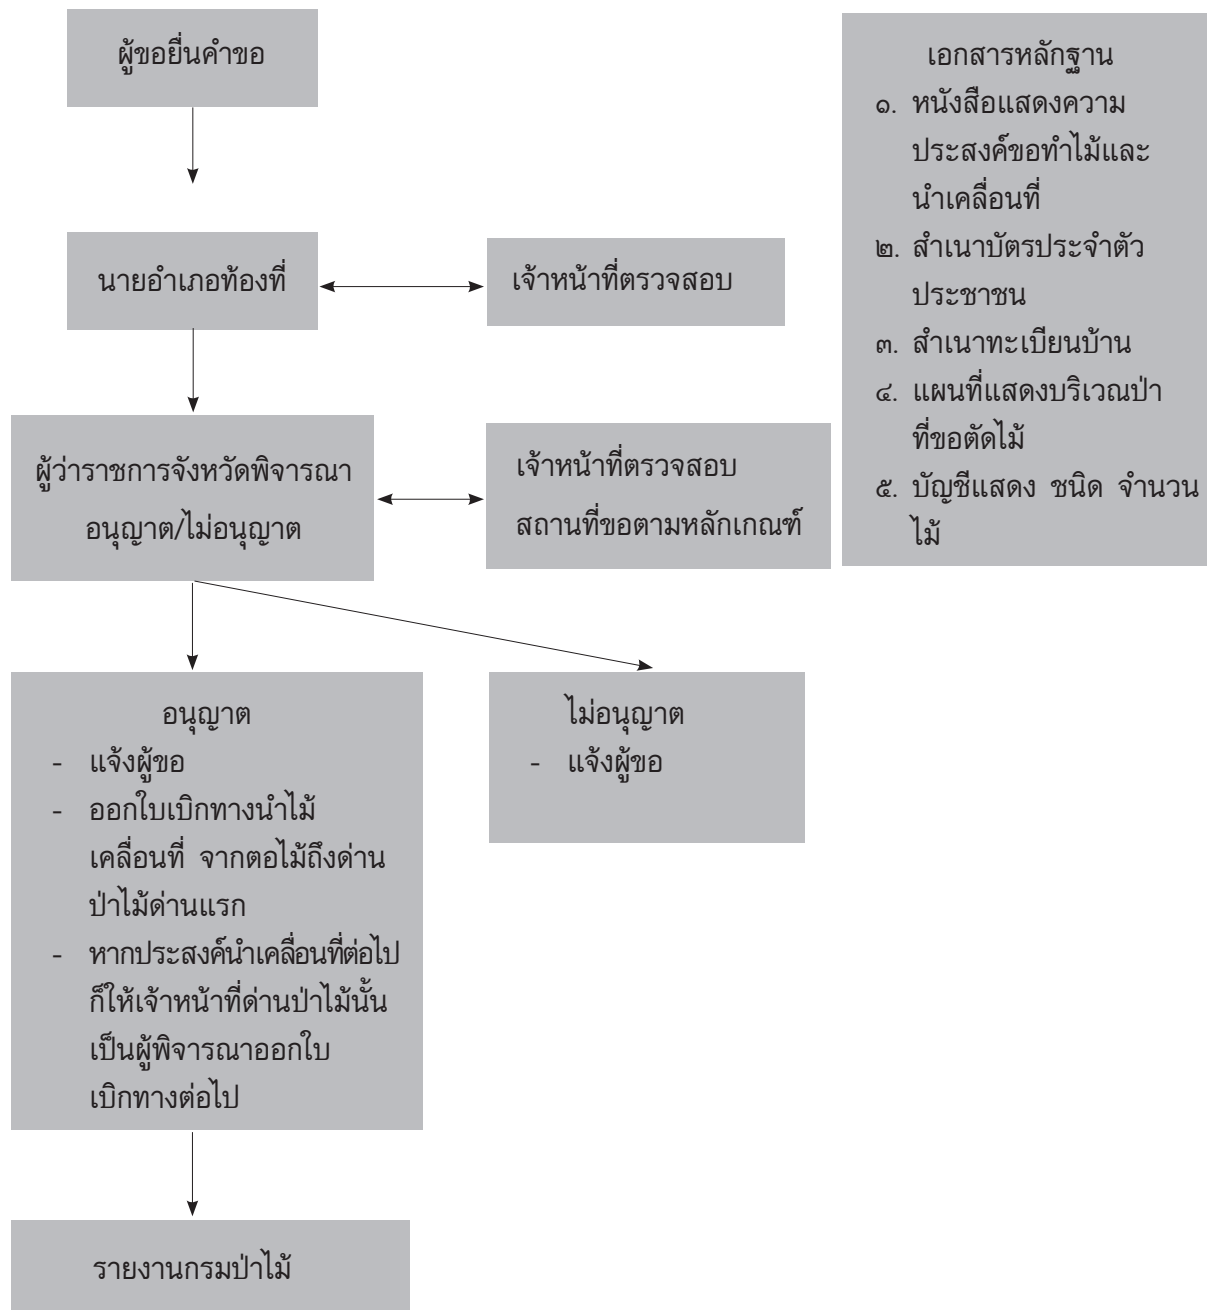 ผู้ขอยื่นคำขอ
นายอำเภอท้องที่
เจ้าหน้าที่ตรวจสอบ
ผู้ว่าราชการจังหวัดพิจารณา
อนุญาต/ไม่อนุญาต
เจ้าหน้าที่ตรวจสอบ
สถานที่ขอตามหลักเกณฑ์
อนุญาต
- แจ้งผู้ขอ
- ออกใบเบิกทางนำไม้
เคลื่อนที่ จากตอไม้ถึงด่าน
ป่าไม้ด่านแรก
- หากประสงค์นำเคลื่อนที่ต่อไป
ก็ให้เจ้าหน้าที่ด่านป่าไม้นั้น
เป็นผู้พิจารณาออกใบ
เบิกทางต่อไป
ไม่อนุญาต
- แจ้งผู้ขอ
รายงานกรมป่าไม้
เอกสารหลักฐาน
๑. หนังสือแสดงความ
ประสงค์ขอทำไม้และ
นำเคลื่อนที่
๒. สำเนาบัตรประจำตัว
ประชาชน
๓. สำเนาทะเบียนบ้าน
๔. แผนที่แสดงบริเวณป่า
ที่ขอตัดไม้
๕. บัญชีแสดง ชนิด จำนวน
ไม้